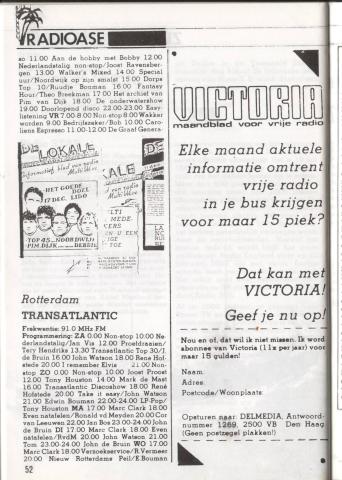 RADIOASE
zo 11.00 Aan de hobby met Bobby 12.00
Nederlandstalig non-stop/Joost Ravensber-
gen 13.00 Walker's Mixed 14.00 Special
uur/Noordwijk op zijn smalst 15.00 Dorps
Top 10/Ruudje Bouman 16.00 Fantasy
Hour/Theo Breekman 17.00 Het archief van
Pim van Dijk 18.00 De onderwatershow
19.00 Doorlopend disco 22.00-23.00 Easy-
listening VR 7.00-8.00 Non-stop 8.00 Wakker
worden 9.00 Bedrijfzeker/Bob 10.00 Caro-
liens Espresso 11.00-12.00 De Graaf Genera-
DE LOKALE
HET GOEDE
DOEL
17 DEC. LIDO
TOP 45
PIM DIJK
Rotterdam
TRANSATLANTIC
Frekwentie: 91.0 MHz FM
Programmering: ZA 0.00 Non-stop 10.00 Ne-
derlandstalig/Jan Vis 12.00 Proeldraaien/
Tery Hendriks 13.30 Transatlantic Top 30/J.
de Bruin 16.00 John Watson 18.00 René Hof-
stede 20.00 I remember Elvis 21.00 Non-
stop ZO 0.00 Non-stop 10.00 Joost Proost
12.00 Tony Houston 14.00 Mark de Mast
16.00 Transatlantic Discoshow 18.00 René
Hofstede 20.00 Take it easy/John Watson
21.00 Edwin Bouman 22.00-24.00 LP-Pop/
Tony Houston MA 17.00 Marc Clark 18.00
Even natafelen/Ronald vd Meyden 20.00 Cor
van Leeuwen 22.00 Jan Bos 23.00-24.00 John
de Bruin DI 17.00 Marc Clark 18.00 Even
natafelen/RvdM 20.00 John Watson 21.00
Tom 23.00-24.00 John de Bruin WO 17.00
Marc Clark 18.00 Verzoekservice/R.Vermeer
20.00 Nieuw Rotterdams Peil/E.Bouman
52
VICTORIA
maandblad voor vrije radio
Elke maand aktuele
informatie omtrent
vrije radio
in je bus krijgen
voor maar 15 piek?
Dat kan met
VICTORIA!
Geef je nu op!
Nou en of, dat wil ik niet missen. Ik word
abonnee van Victoria (11x per jaar) voor
maar 15 gulden!
Naam:
Adres:
Postcode/Woonplaats:
Opsturen naar: DELMEDIA, Antwoord-
nummer 1269, 2500 VB Den Haag
(Geen postzegel plakken!)